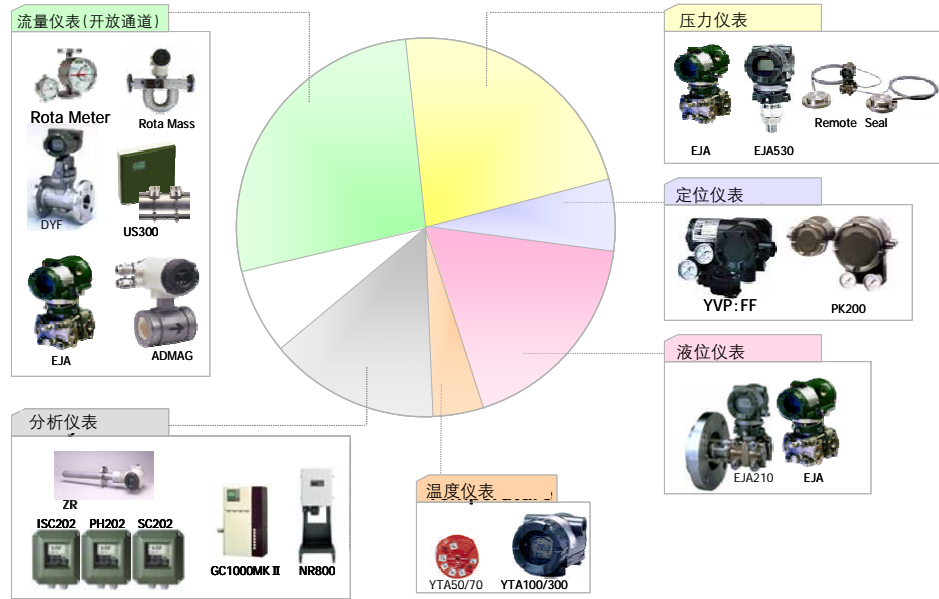 流量仪表(开放通道)
Rota Meter
Rota Mass
DYF
US300
EJA
ADMAG
压力仪表
EJA
EJA530
Remote Seal
定位仪表
YVP:FF
PK200
液位仪表
EJA210
EJA
分析仪表
ZR
ISC202 PH202 SC202
GC1000MKⅡ
NR800
温度仪表
YTA50/70
YTA100/300